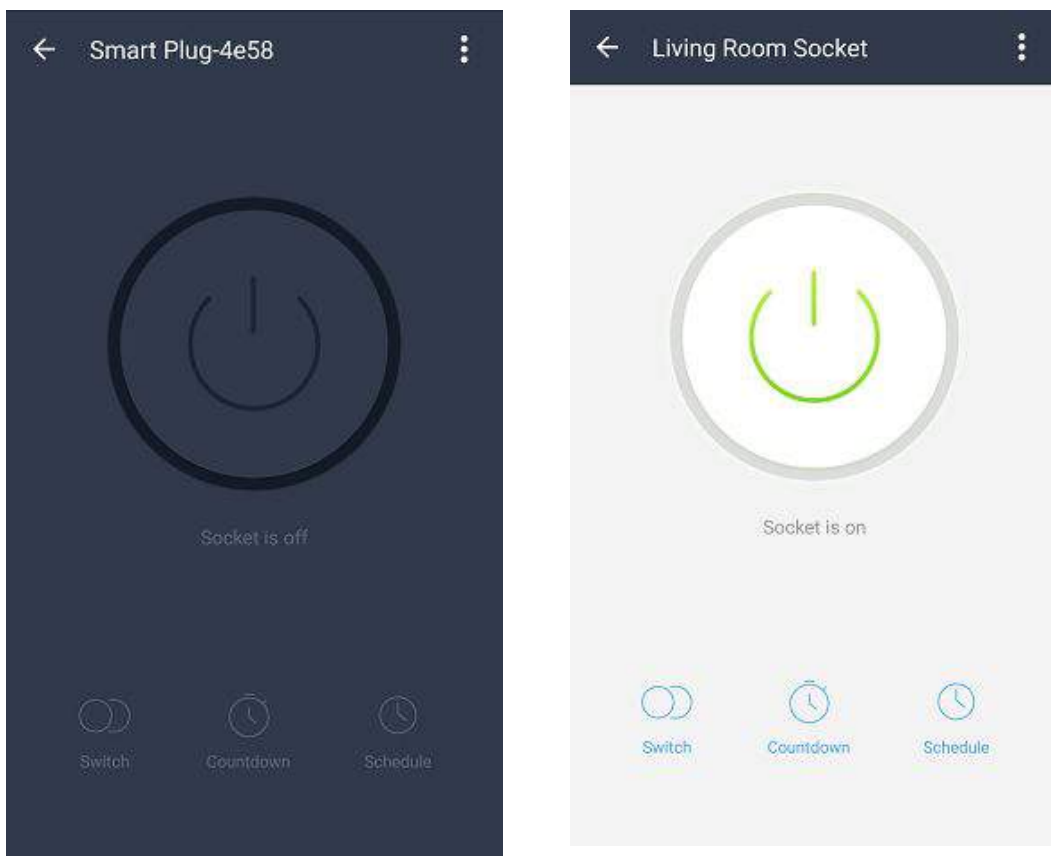 Smart Plug-4e58
Socket is off
Switch Countdown Schedule
Living Room Socket
Socket is on
Switch Countdown Schedule